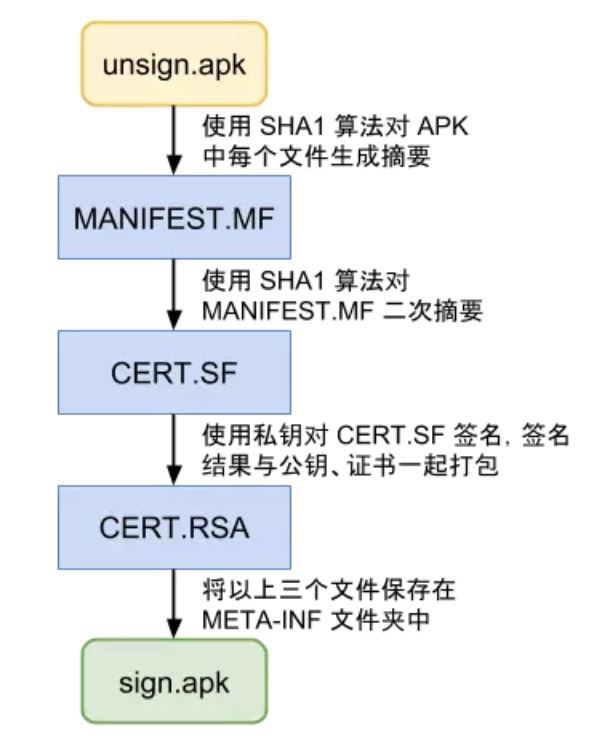 unsign.apk
使用 SHA1 算法对 APK
中每个文件生成摘要
MANIFEST.MF
使用 SHA1 算法对
MANIFEST.MF 二次摘要
CERT.SF
使用私钥对 CERT.SF 签名，签名
结果与公钥、证书一起打包
CERT.RSA
将以上三个文件保存在
META-INF 文件夹中
sign.apk